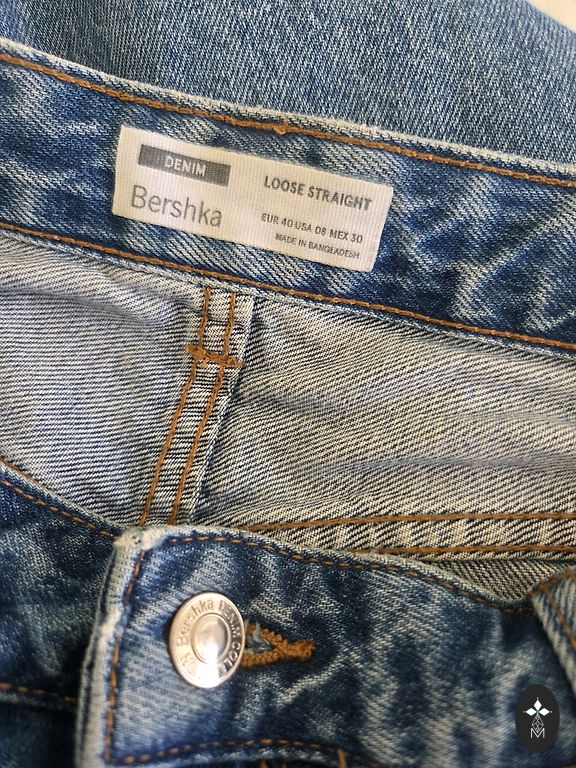 DENIM
LOOSE STRAIGHT
Bershka
EUR 40 USA 08 MEX 30
MADE IN BANGLADESH
Bershka
M